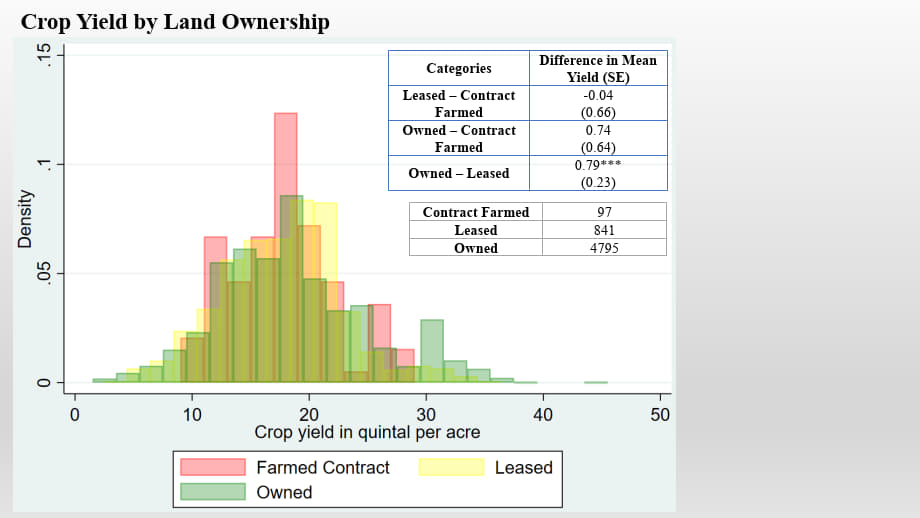 Crop Yield by Land Ownership
Categories
Difference in Mean
Yield (SE)
Leased – Contract
Farmed
-0.04
(0.66)
Owned – Contract
Farmed
0.74
(0.64)
Owned – Leased
0.79***
(0.23)
Contract Farmed 97
Leased 841
Owned 4795
Density
.15
.1
.05
0
0 10 20 30 40 50
Crop yield in quintal per acre
Farmed Contract Leased
Owned